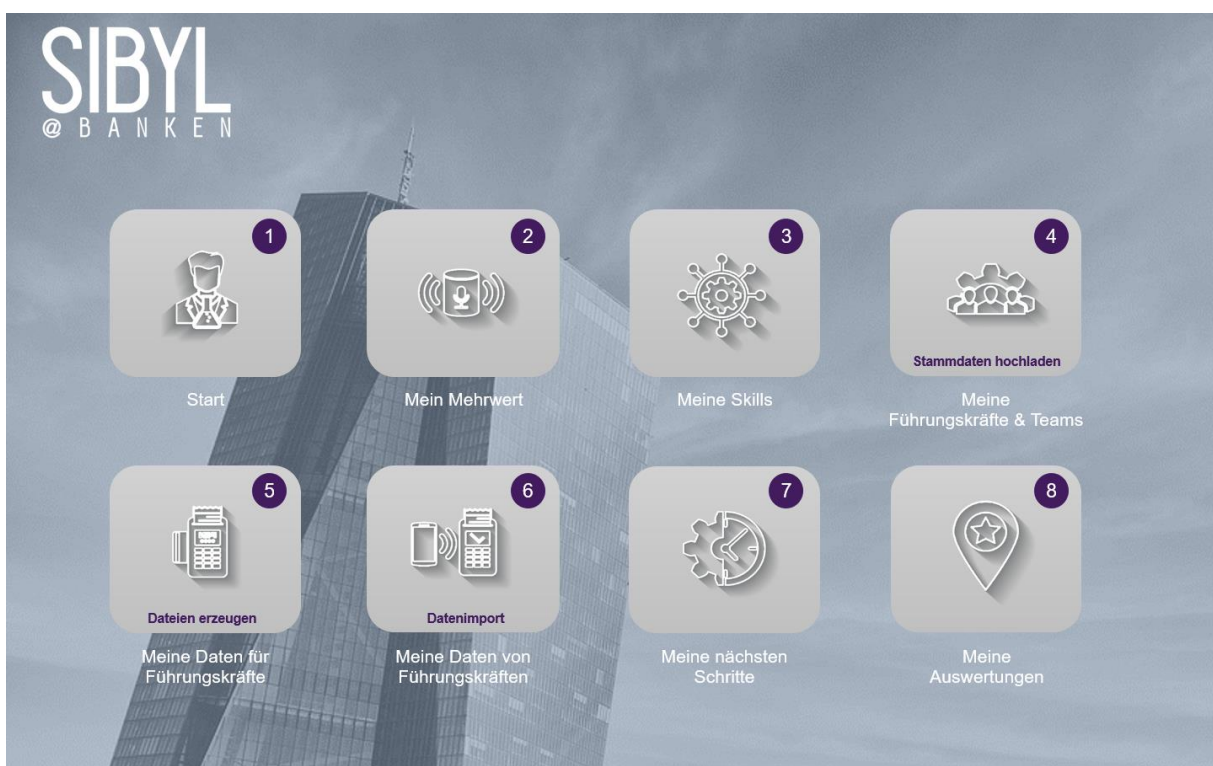 SIBYL
@BANKEN
1
2
3
4
Stammdaten hochladen
Start
Mein Mehrwert
Meine Skills
Meine
Führungskräfte & Teams
5
6
7
8
Dateien erzeugen
Datenimport
Meine Daten für
Führungskräfte
Meine Daten von
Führungskräften
Meine nächsten
Schritte
Meine
Auswertungen